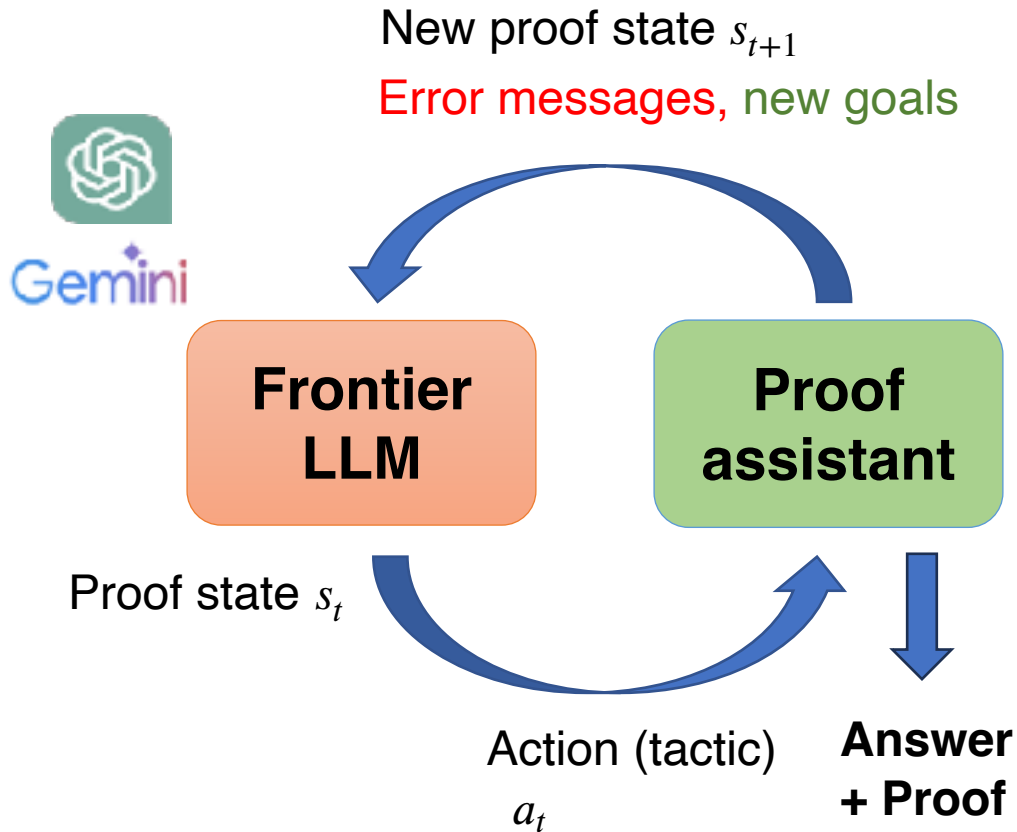 New proof state s_{t+1}
Error messages, new goals
Gemini
Frontier
LLM
Proof
assistant
Proof state s_t
Action (tactic)
a_t
Answer
+ Proof